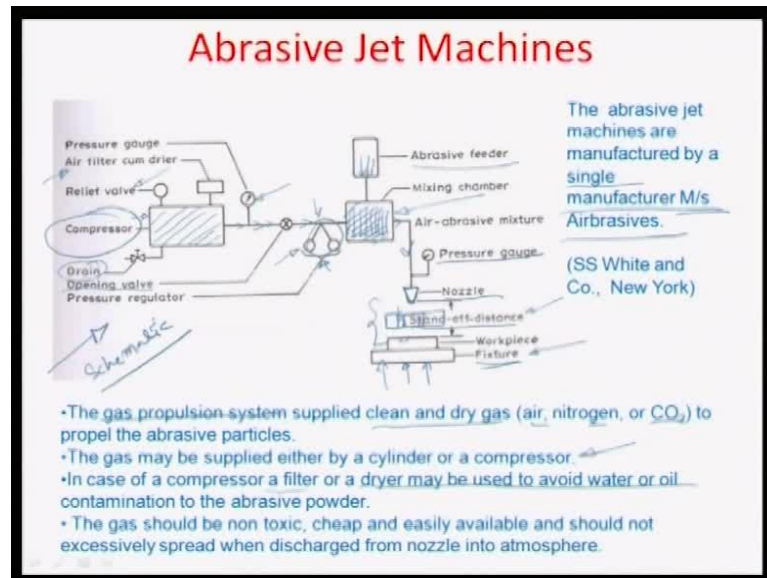 Abrasive Jet Machines
Pressure gauge
Air filter cum drier
Relief valve
Compressor
Drain
Opening valve
Pressure regulator
Schematic
Abrasive feeder
Mixing chamber
Air-abrasive mixture
Pressure gauge
Nozzle
Stand-off-distance
Workpiece
Fixture
The abrasive jet
machines are
manufactured by a
single
manufacturer M/s
Airbrasives.
(SS White and
Co., New York)
•The gas propulsion system supplied clean and dry gas (air, nitrogen, or CO₂) to
propel the abrasive particles.
•The gas may be supplied either by a cylinder or a compressor.
•In case of a compressor a filter or a dryer may be used to avoid water or oil
contamination to the abrasive powder.
• The gas should be non toxic, cheap and easily available and should not
excessively spread when discharged from nozzle into atmosphere.